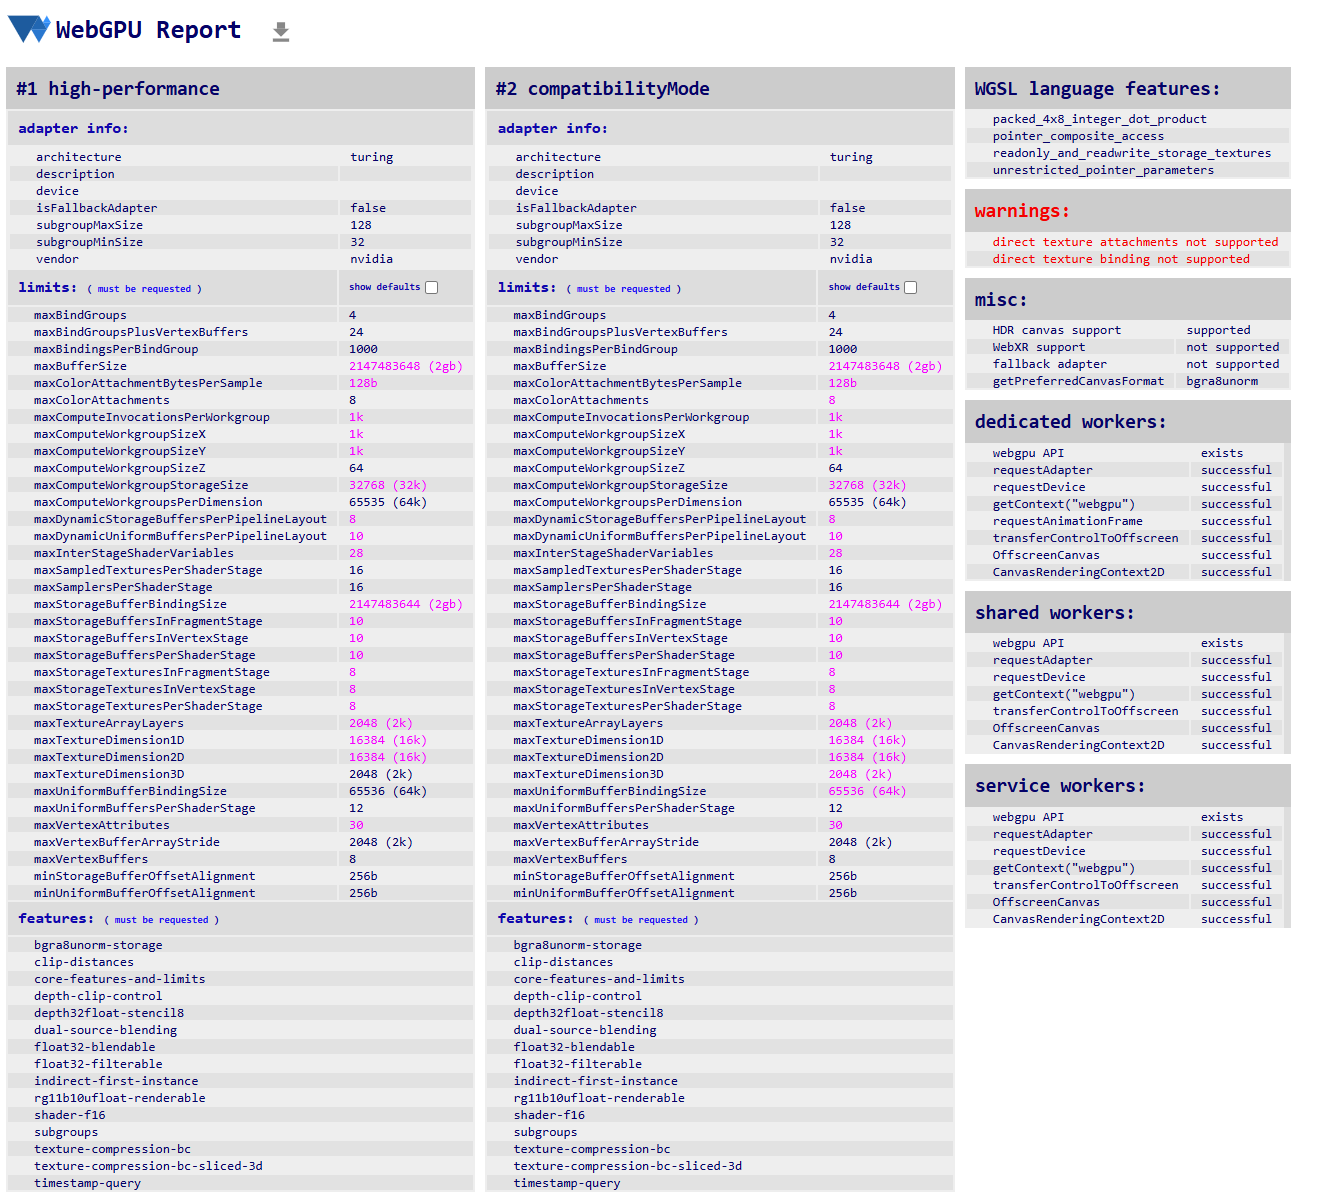 WebGPU Report
#1 high-performance
adapter info:
architecture turing
description
device
isFallbackAdapter false
subgroupMaxSize 128
subgroupMinSize 32
vendor nvidia
limits: ( must be requested ) show defaults
maxBindGroups 4
maxBindGroupsPlusVertexBuffers 24
maxBindingsPerBindGroup 1000
maxBufferSize 2147483648 (2gb)
maxColorAttachmentBytesPerSample 128b
maxColorAttachments 8
maxComputeInvocationsPerWorkgroup 1k
maxComputeWorkgroupSizeX 1k
maxComputeWorkgroupSizeY 1k
maxComputeWorkgroupSizeZ 64
maxComputeWorkgroupStorageSize 32768 (32k)
maxComputeWorkgroupsPerDimension 65535 (64k)
maxDynamicStorageBuffersPerPipelineLayout 8
maxDynamicUniformBuffersPerPipelineLayout 10
maxInterStageShaderVariables 28
maxSampledTexturesPerShaderStage 16
maxSamplersPerShaderStage 16
maxStorageBufferBindingSize 2147483644 (2gb)
maxStorageBuffersInFragmentStage 10
maxStorageBuffersInVertexStage 10
maxStorageBuffersPerShaderStage 10
maxStorageTexturesInFragmentStage 8
maxStorageTexturesInVertexStage 8
maxStorageTexturesPerShaderStage 8
maxTextureArrayLayers 2048 (2k)
maxTextureDimension1D 16384 (16k)
maxTextureDimension2D 16384 (16k)
maxTextureDimension3D 2048 (2k)
maxUniformBufferBindingSize 65536 (64k)
maxUniformBuffersPerShaderStage 12
maxVertexAttributes 30
maxVertexBufferArrayStride 2048 (2k)
maxVertexBuffers 8
minStorageBufferOffsetAlignment 256b
minUniformBufferOffsetAlignment 256b
features: ( must be requested )
bgra8unorm-storage
clip-distances
core-features-and-limits
depth-clip-control
depth32float-stencil8
dual-source-blending
float32-blendable
float32-filterable
indirect-first-instance
rg11b10ufloat-renderable
shader-f16
subgroups
texture-compression-bc
texture-compression-bc-sliced-3d
timestamp-query
#2 compatibilityMode
adapter info:
architecture turing
description
device
isFallbackAdapter false
subgroupMaxSize 128
subgroupMinSize 32
vendor nvidia
limits: ( must be requested ) show defaults
maxBindGroups 4
maxBindGroupsPlusVertexBuffers 24
maxBindingsPerBindGroup 1000
maxBufferSize 2147483648 (2gb)
maxColorAttachmentBytesPerSample 128b
maxColorAttachments 8
maxComputeInvocationsPerWorkgroup 1k
maxComputeWorkgroupSizeX 1k
maxComputeWorkgroupSizeY 1k
maxComputeWorkgroupSizeZ 64
maxComputeWorkgroupStorageSize 32768 (32k)
maxComputeWorkgroupsPerDimension 65535 (64k)
maxDynamicStorageBuffersPerPipelineLayout 8
maxDynamicUniformBuffersPerPipelineLayout 10
maxInterStageShaderVariables 28
maxSampledTexturesPerShaderStage 16
maxSamplersPerShaderStage 16
maxStorageBufferBindingSize 2147483644 (2gb)
maxStorageBuffersInFragmentStage 10
maxStorageBuffersInVertexStage 10
maxStorageBuffersPerShaderStage 10
maxStorageTexturesInFragmentStage 8
maxStorageTexturesInVertexStage 8
maxStorageTexturesPerShaderStage 8
maxTextureArrayLayers 2048 (2k)
maxTextureDimension1D 16384 (16k)
maxTextureDimension2D 16384 (16k)
maxTextureDimension3D 2048 (2k)
maxUniformBufferBindingSize 65536 (64k)
maxUniformBuffersPerShaderStage 12
maxVertexAttributes 30
maxVertexBufferArrayStride 2048 (2k)
maxVertexBuffers 8
minStorageBufferOffsetAlignment 256b
minUniformBufferOffsetAlignment 256b
features: ( must be requested )
bgra8unorm-storage
clip-distances
core-features-and-limits
depth-clip-control
depth32float-stencil8
dual-source-blending
float32-blendable
float32-filterable
indirect-first-instance
rg11b10ufloat-renderable
shader-f16
subgroups
texture-compression-bc
texture-compression-bc-sliced-3d
timestamp-query
WGSL language features:
packed_4x8_integer_dot_product
pointer_composite_access
readonly_and_readwrite_storage_textures
unrestricted_pointer_parameters
warnings:
direct texture attachments not supported
direct texture binding not supported
misc:
HDR canvas support supported
WebXR support not supported
fallback adapter not supported
getPreferredCanvasFormat bgra8unorm
dedicated workers:
webgpu API exists
requestAdapter successful
requestDevice successful
getContext("webgpu") successful
requestAnimationFrame successful
transferControlToOffscreen successful
OffscreenCanvas successful
CanvasRenderingContext2D successful
shared workers:
webgpu API exists
requestAdapter successful
requestDevice successful
getContext("webgpu") successful
transferControlToOffscreen successful
OffscreenCanvas successful
CanvasRenderingContext2D successful
service workers:
webgpu API exists
requestAdapter successful
requestDevice successful
getContext("webgpu") successful
transferControlToOffscreen successful
OffscreenCanvas successful
CanvasRenderingContext2D successful